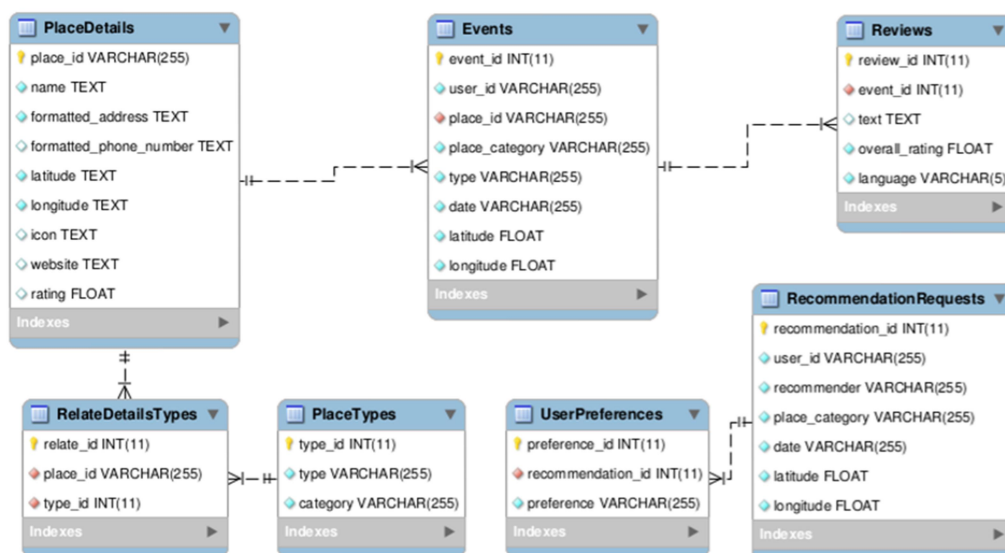 PlaceDetails
place_id VARCHAR(255)
name TEXT
formatted_address TEXT
formatted_phone_number TEXT
latitude TEXT
longitude TEXT
icon TEXT
website TEXT
rating FLOAT
Indexes
Events
event_id INT(11)
user_id VARCHAR(255)
place_id VARCHAR(255)
place_category VARCHAR(255)
type VARCHAR(255)
date VARCHAR(255)
latitude FLOAT
longitude FLOAT
Indexes
Reviews
review_id INT(11)
event_id INT(11)
text TEXT
overall_rating FLOAT
language VARCHAR(5)
Indexes
RelateDetailsTypes
relate_id INT(11)
place_id VARCHAR(255)
type_id INT(11)
Indexes
PlaceTypes
type_id INT(11)
type VARCHAR(255)
category VARCHAR(255)
Indexes
UserPreferences
preference_id INT(11)
recommendation_id INT(11)
preference VARCHAR(255)
Indexes
RecommendationRequests
recommendation_id INT(11)
user_id VARCHAR(255)
recommender VARCHAR(255)
place_category VARCHAR(255)
date VARCHAR(255)
latitude FLOAT
longitude FLOAT
Indexes